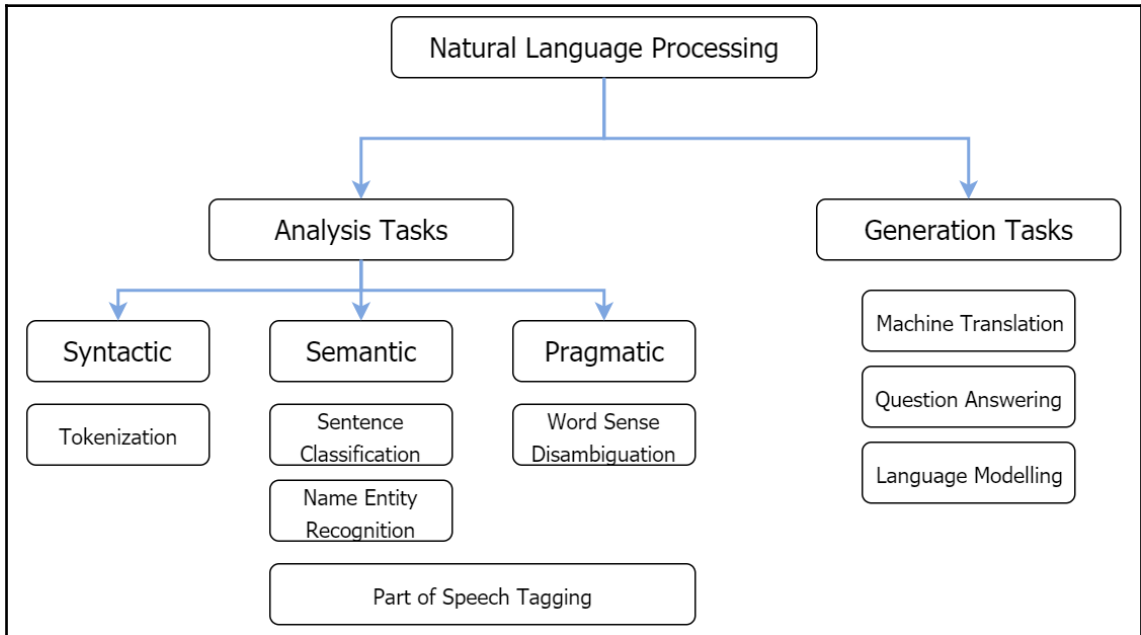 Natural Language Processing
Analysis Tasks
Generation Tasks
Syntactic
Semantic
Pragmatic
Tokenization
Sentence
Classification
Name Entity
Recognition
Word Sense
Disambiguation
Part of Speech Tagging
Machine Translation
Question Answering
Language Modelling